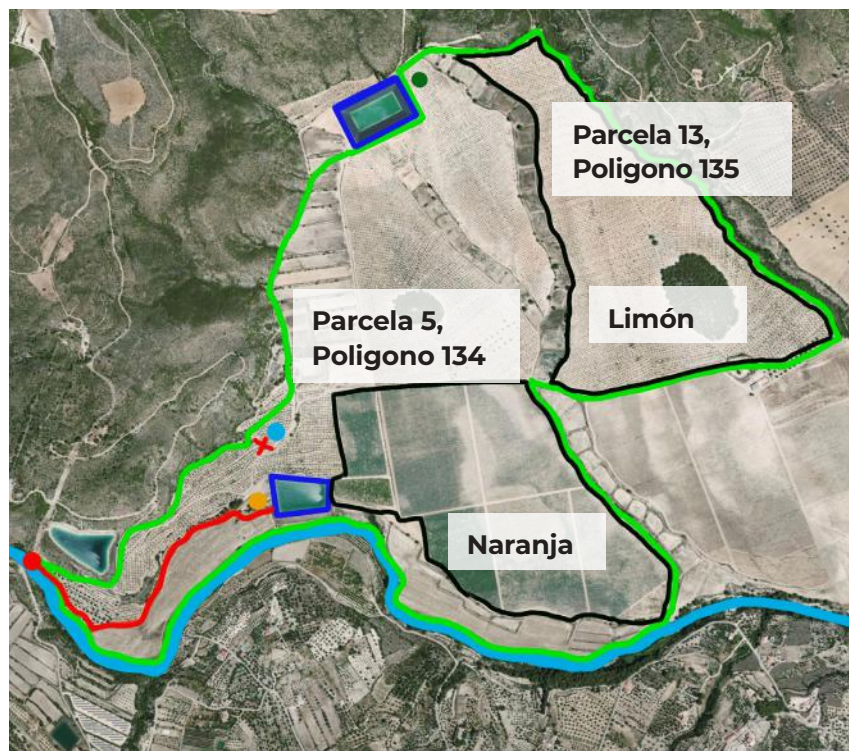 Parcela 13,
Poligono 135
Parcela 5,
Poligono 134
Limón
Naranja